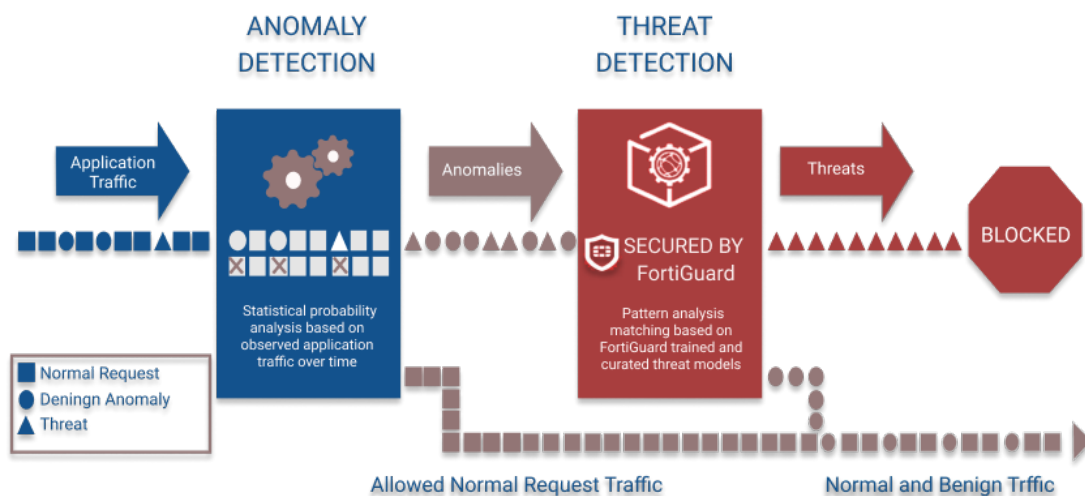 ANOMALY
DETECTION
THREAT
DETECTION
Application
Traffic
Anomalies
Threats
SECURED BY
FortiGuard
BLOCKED
Statistical probability
analysis based on
observed application
traffic over time
Pattern analysis
matching based on
FortiGuard trained and
curated threat models
Normal Request
Deningn Anomaly
Threat
Allowed Normal Request Traffic
Normal and Benign Trffic